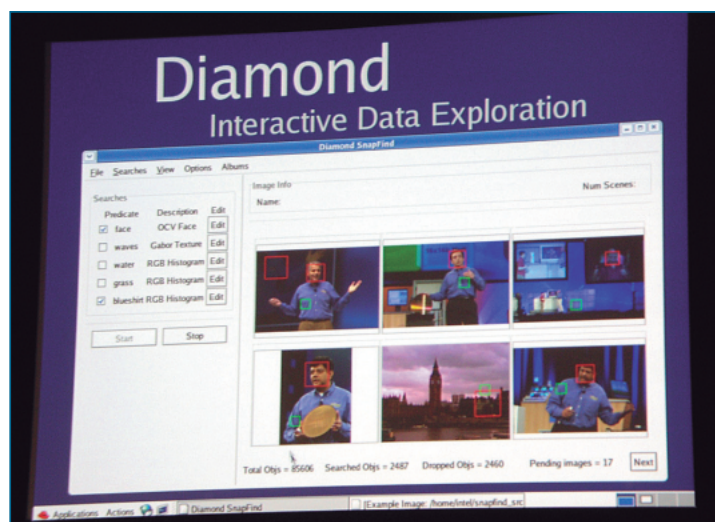 Diamond
Interactive Data Exploration
Diamond SnapFind
File Searches View Options Albums
Searches
Predicate Description Edit
face OCV Face Edit
waves Gabor Texture Edit
water RGB Histogram Edit
grass RGB Histogram Edit
blueshirt RGB Histogram Edit
Start Stop
Image Info
Name:
Num Scenes:
Total Objs = 85606 Searched Objs = 2487 Dropped Objs = 2460 Pending images = 17 Next
Applications Actions Diamond SnapFind [Example Image: /home/intel/snapfind_src